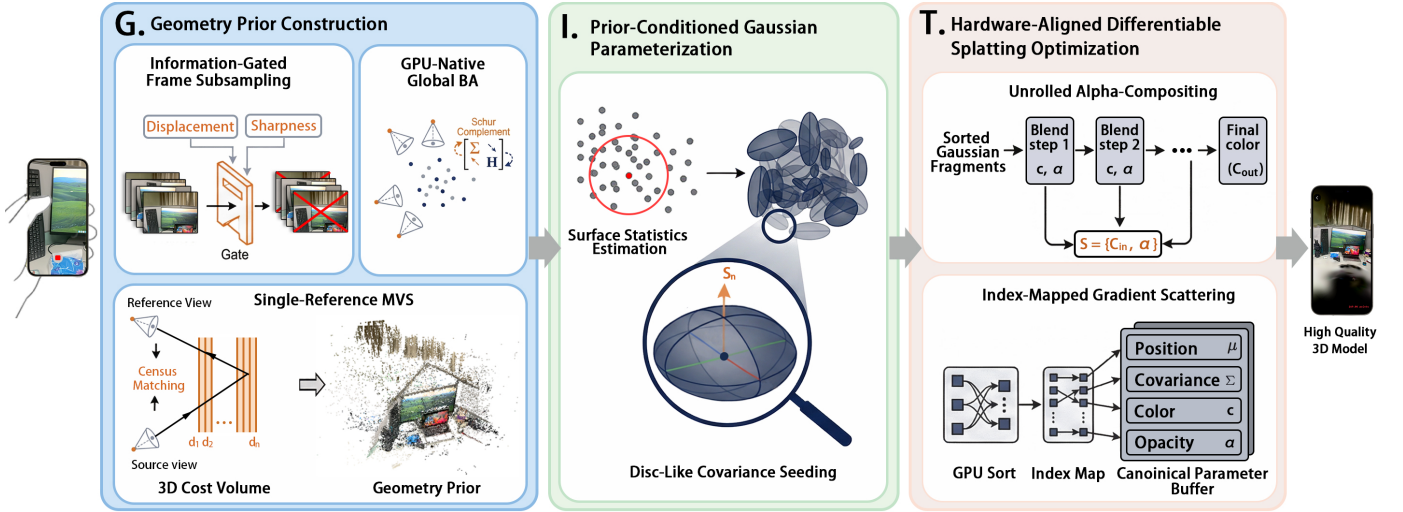 G. Geometry Prior Construction
Information-Gated
Frame Subsampling
Displacement
Sharpness
Gate
GPU-Native
Global BA
Schur
Complement
Σ
H
Single-Reference MVS
Reference View
Census
Matching
Source view
d1 d2 ... dn
3D Cost Volume
Geometry Prior
I. Prior-Conditioned Gaussian
Parameterization
Surface Statistics
Estimation
Sn
Disc-Like Covariance Seeding
T. Hardware-Aligned Differentiable
Splatting Optimization
Unrolled Alpha-Compositing
Sorted
Gaussian
Fragments
Blend
step 1
c, α
Blend
step 2
c, α
...
Final
color
(Cout)
S = {Cin, α}
Index-Mapped Gradient Scattering
GPU Sort
Index Map
Position μ
Covariance Σ
Color c
Opacity α
Canoinical Parameter
Buffer
High Quality
3D Model